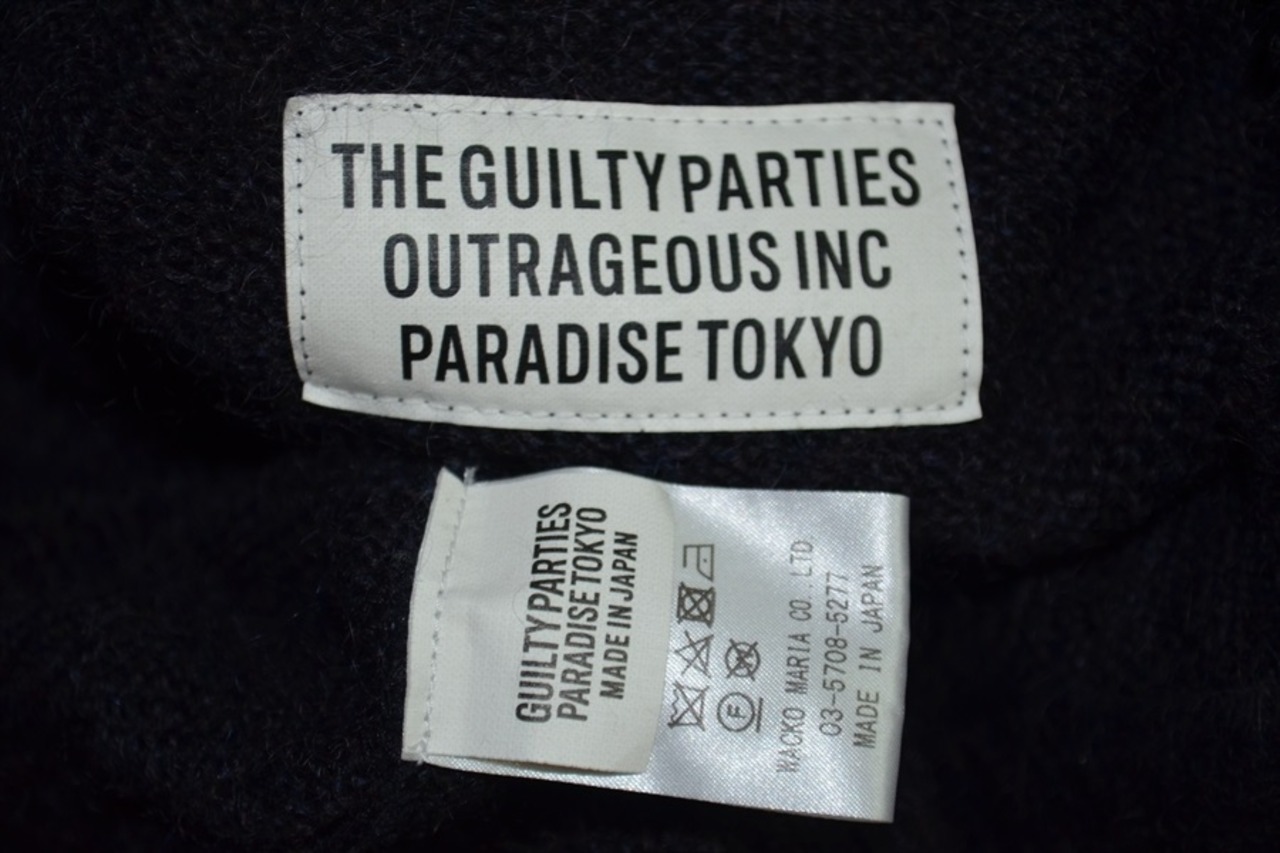 THE GUILTY PARTIES
OUTRAGEOUS INC
PARADISE TOKYO
GUILTY PARTIES
PARADISE TOKYO
MADE IN JAPAN
F
WACKO MARIA CO.,LTD
03-5708-5277
MADE IN JAPAN